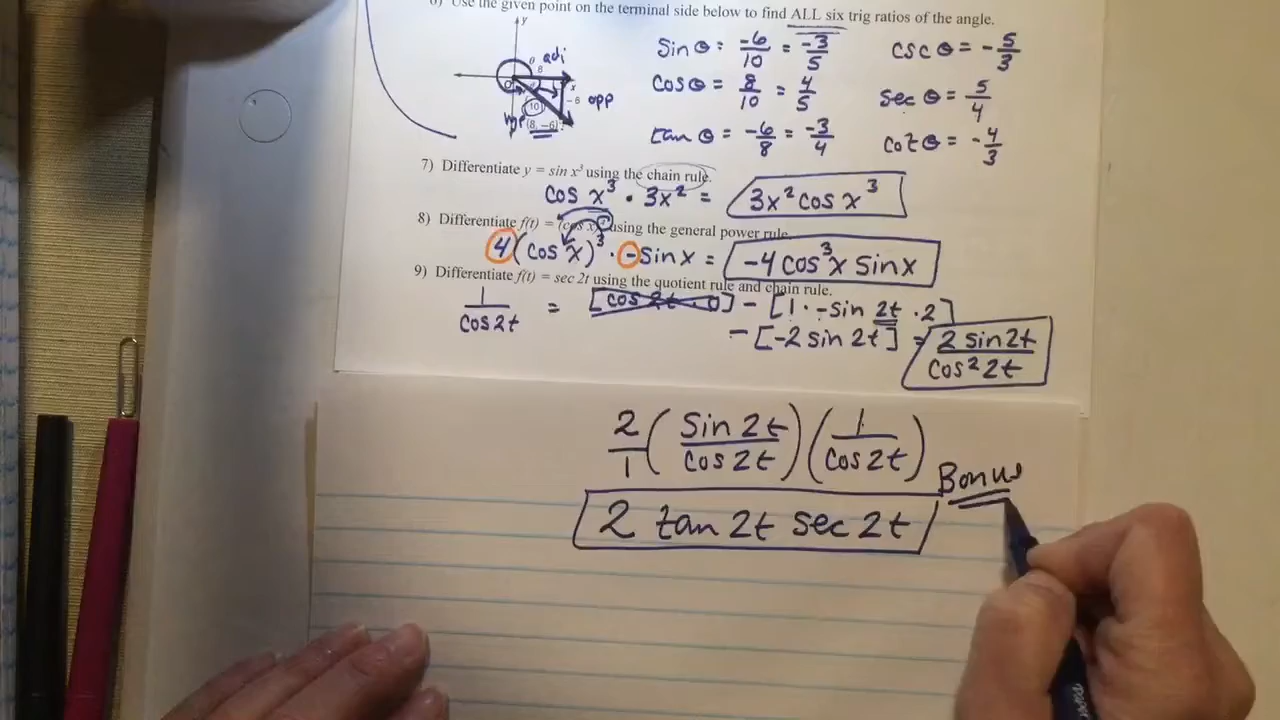 6) Use the given point on the terminal side below to find ALL six trig ratios of the angle.
y
θ adj
8
x
10 -6 opp
hyp (8, -6)
sin θ = -6/10 = -3/5 csc θ = -5/3
cos θ = 8/10 = 4/5 sec θ = 5/4
tan θ = -6/8 = -3/4 cot θ = -4/3
7) Differentiate y = sin x³ using the chain rule.
cos x³ · 3x² = 3x² cos x³
8) Differentiate f(t) = (cos x)⁴ using the general power rule
4(cos x)³ · -sin x = -4 cos³x sin x
9) Differentiate f(t) = sec 2t using the quotient rule and chain rule.
1/cos 2t = [cos 2t · 0] - [1 · -sin 2t · 2]
- [-2 sin 2t] = 2 sin 2t/cos² 2t
2/1 (sin 2t/cos 2t)(1/cos 2t)
Bonus
2 tan 2t sec 2t